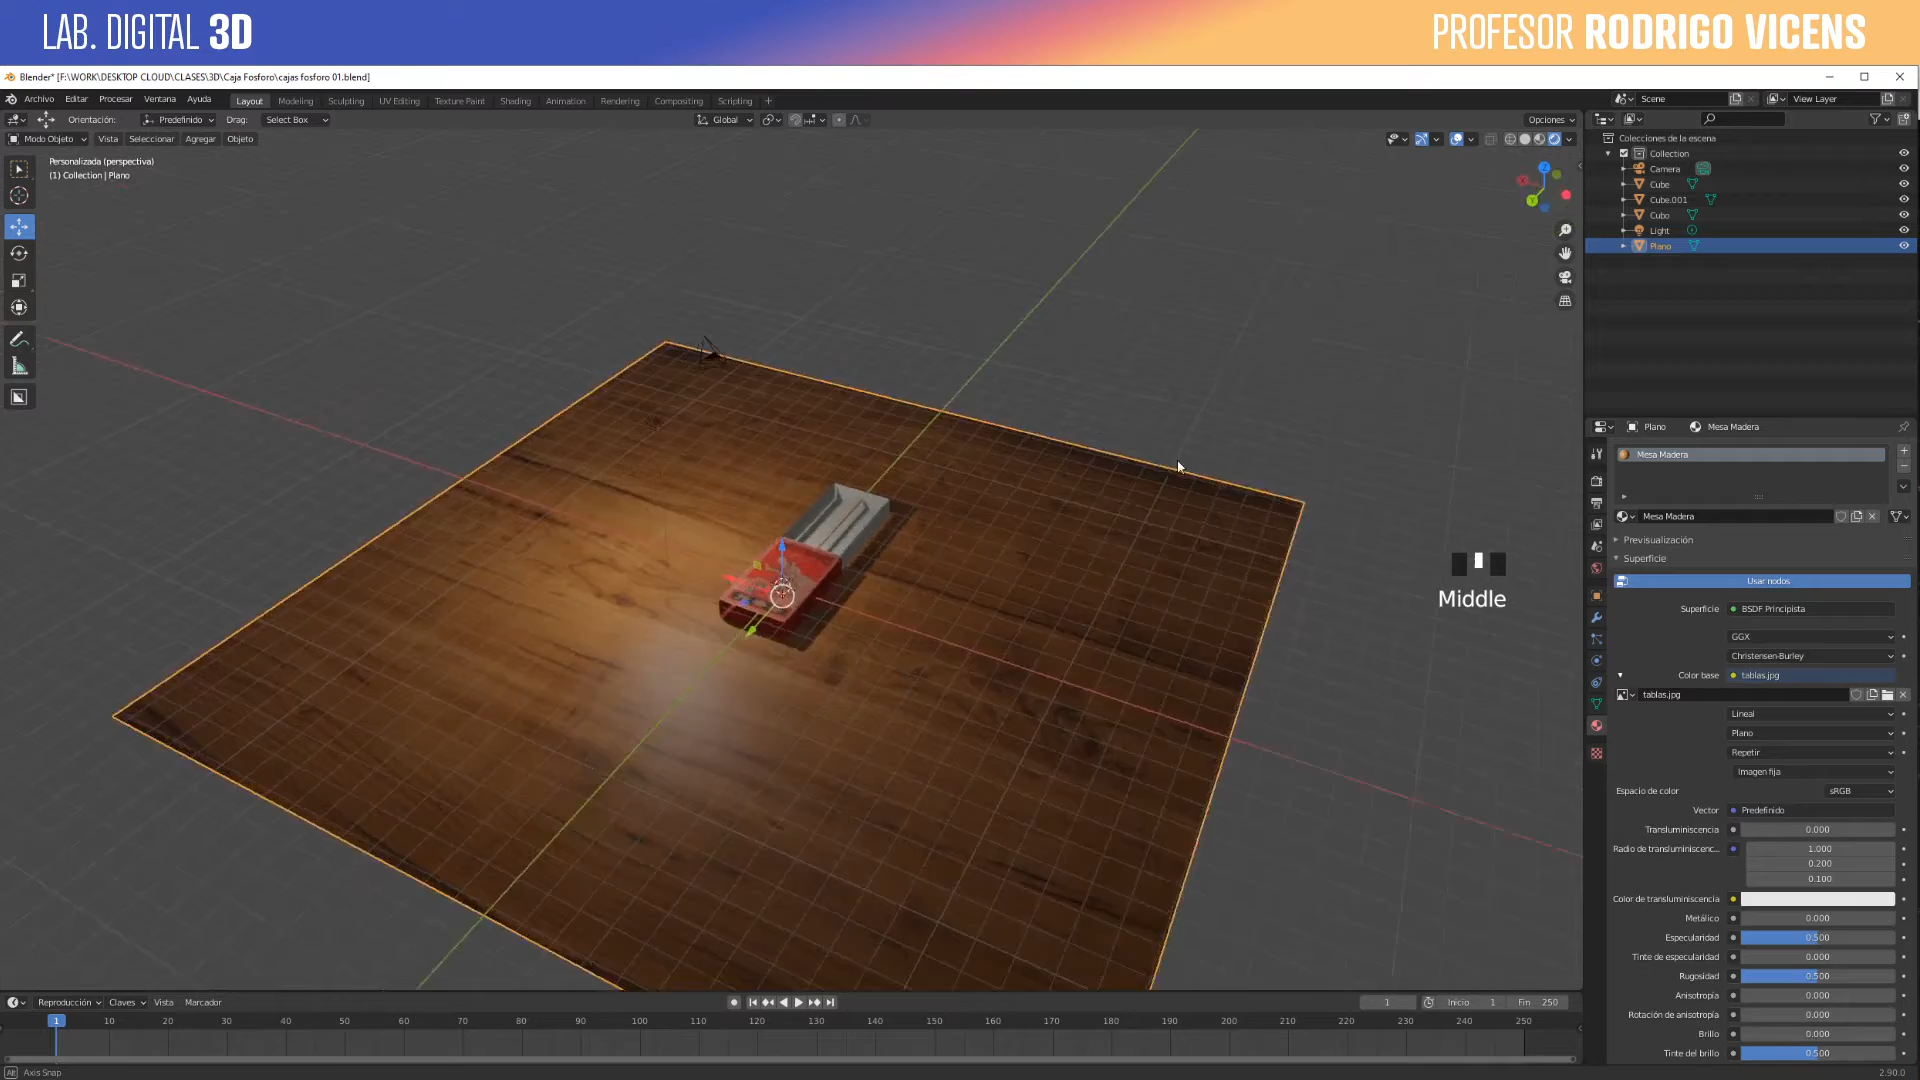 LAB. DIGITAL 3D
PROFESOR RODRIGO VICENS
Blender* [F:\WORK\DESKTOP CLOUD\CLASES\3D\Caja Fosforo\cajas fosforo 01.blend]
Archivo Editar Procesar Ventana Ayuda
Layout Modeling Sculpting UV Editing Texture Paint Shading Animation Rendering Compositing Scripting +
Scene
View Layer
Orientación: Predefinido Drag: Select Box
Global
Opciones
Modo Objeto Vista Seleccionar Agregar Objeto
Personalizada (perspectiva)
(1) Collection | Plano
Z
Y
Colecciones de la escena
Collection
Camera
Cube
Cube.001
Cubo
Light
Plano
Plano Mesa Madera
Mesa Madera
Mesa Madera
Previsualización
Superficie
Usar nodos
Superficie BSDF Principista
GGX
Christensen-Burley
Color base tablas.jpg
tablas.jpg
Lineal
Plano
Repetir
Imagen fija
Espacio de color sRGB
Vector Predefinido
Transluminiscencia 0.000
Radio de transluminiscenc... 1.000
0.200
0.100
Color de transluminiscencia
Metálico 0.000
Especularidad 0.500
Tinte de especularidad 0.000
Rugosidad 0.500
Anisotropía 0.000
Rotación de anisotropía 0.000
Brillo 0.000
Tinte del brillo 0.500
Middle
Reproducción Claves Vista Marcador
1 Inicio 1 Fin 250
1 10 20 30 40 50 60 70 80 90 100 110 120 130 140 150 160 170 180 190 200 210 220 230 240 250
Alt Axis Snap
2.90.0